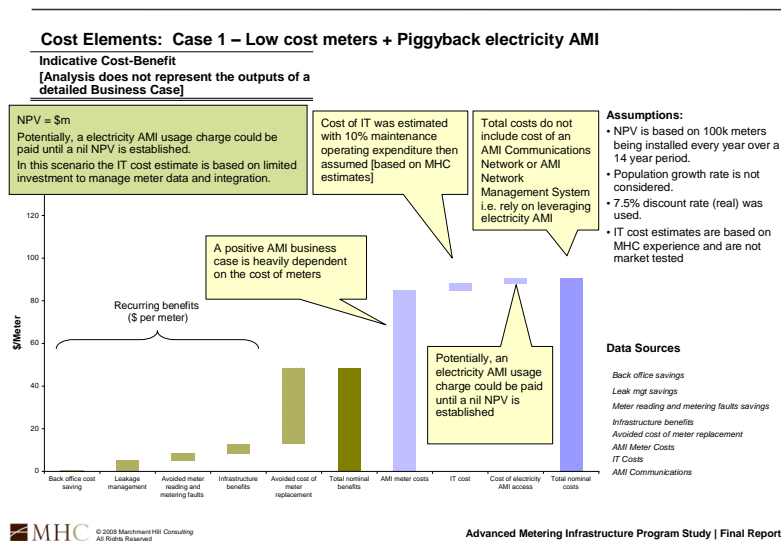 Cost Elements:  Case 1 – Low cost meters + Piggyback electricity AMI
Indicative Cost-Benefit
[Analysis does not represent the outputs of a
detailed Business Case]
NPV = $m
Potentially, a electricity AMI usage charge could be
paid until a nil NPV is established.
In this scenario the IT cost estimate is based on limited
investment to manage meter data and integration.
Cost of IT was estimated
with 10% maintenance
operating expenditure then
assumed [based on MHC
estimates]
Total costs do not
include cost of an
AMI Communications
Network or AMI
Network
Management System
i.e. rely on leveraging
electricity AMI
Assumptions:
• NPV is based on 100k meters
being installed every year over a
14 year period.
• Population growth rate is not
considered.
• 7.5% discount rate (real) was
used.
• IT cost estimates are based on
MHC experience and are not
market tested
A positive AMI business
case is heavily dependent
on the cost of meters
Recurring benefits
($ per meter)
Potentially, an
electricity AMI usage
charge could be paid
until a nil NPV is
established
$/Meter
120
100
80
60
40
20
0
Back office cost
saving
Leakage
management
Avoided meter
reading and
metering faults
Infrastructure
benefits
Avoided cost of
meter
replacement
Total nominal
benefits
AMI meter costs
IT cost
Cost of electricity
AMI access
Total nominal
costs
Data Sources
Back office savings
Leak mgt savings
Meter reading and metering faults savings
Infrastructure benefits
Avoided cost of meter replacement
AMI Meter Costs
IT Costs
AMI Communications
MHC
© 2008 Marchment Hill Consulting
All Rights Reserved
Advanced Metering Infrastructure Program Study | Final Report